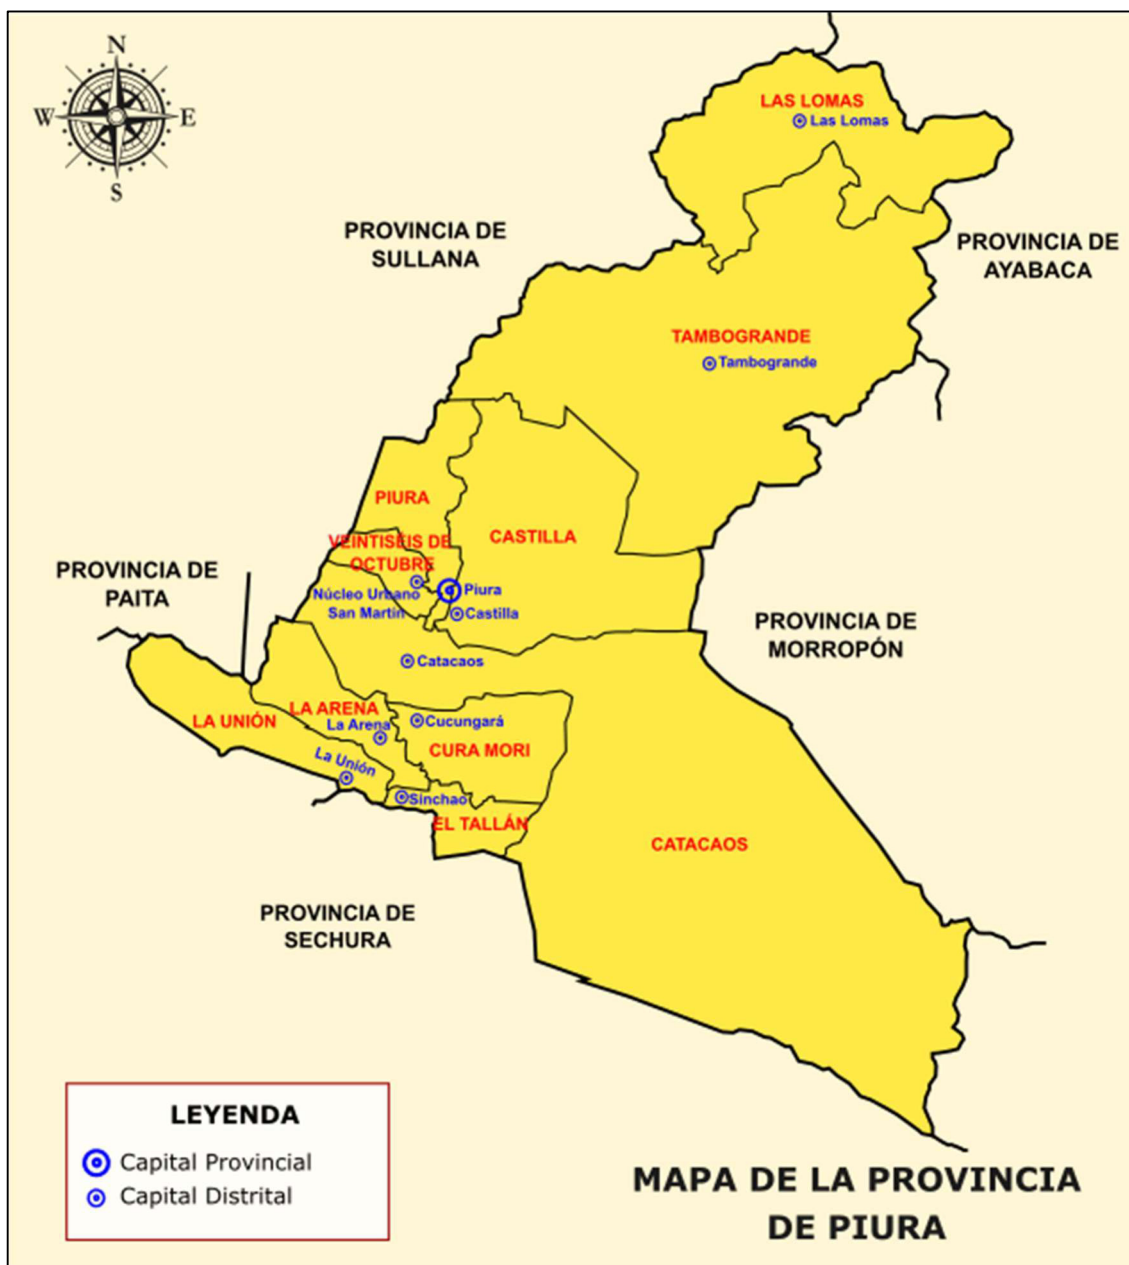 N
W
E
S
LAS LOMAS
Las Lomas
PROVINCIA DE
SULLANA
PROVINCIA DE
AYABACA
TAMBOGRANDE
Tambogrande
PIURA
CASTILLA
VEINTISÉIS DE
OCTUBRE
PROVINCIA DE
PAITA
Núcleo Urbano
San Martín
Piura
Castilla
PROVINCIA DE
MORROPÓN
Catacaos
LA UNIÓN
LA ARENA
La Arena
Cucungará
CURA MORI
La Unión
Sinchao
EL TALLÁN
CATACAOS
PROVINCIA DE
SECHURA
LEYENDA
Capital Provincial
Capital Distrital
MAPA DE LA PROVINCIA
DE PIURA